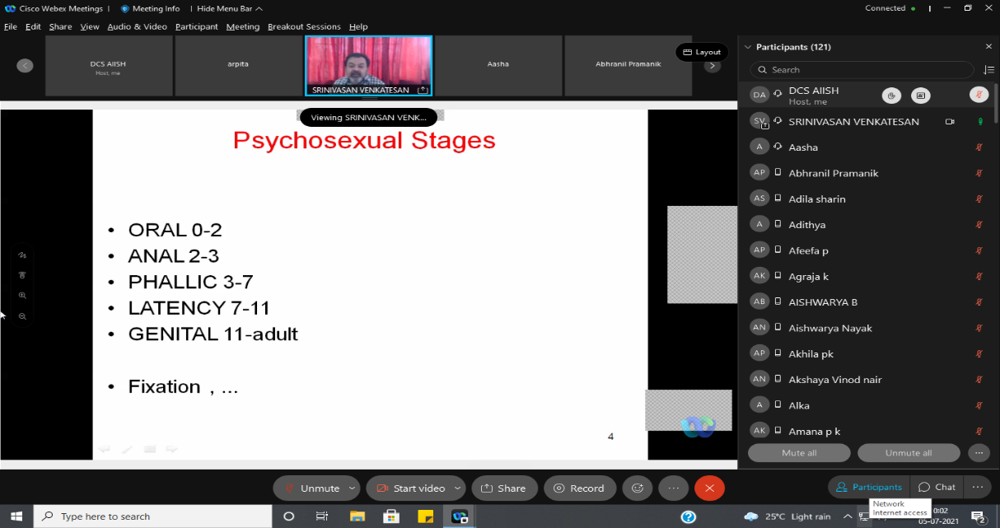 Cisco Webex Meetings | Meeting Info | Hide Menu Bar
Connected
File Edit Share View Audio & Video Participant Meeting Breakout Sessions Help
DCS AIISH
Host, me
arpita
SRINIVASAN VENKATESAN
Aasha
Abhranil Pramanik
Layout
Viewing SRINIVASAN VENK...
Psychosexual Stages
• ORAL 0-2
• ANAL 2-3
• PHALLIC 3-7
• LATENCY 7-11
• GENITAL 11-adult
• Fixation , ...
4
Participants (121)
Search
DA DCS AIISH
Host, me
SV SRINIVASAN VENKATESAN
A Aasha
AP Abhranil Pramanik
AS Adila sharin
A Adithya
AP Afeefa p
AK Agraja k
AB AISHWARYA B
AN Aishwarya Nayak
AP Akhila pk
AN Akshaya Vinod nair
A Alka
AK Amana p k
Mute all Unmute all
Unmute Start video Share Record
Participants Chat
Network
Internet access
Type here to search
25°C Light rain
0:02
05-07-2021
2